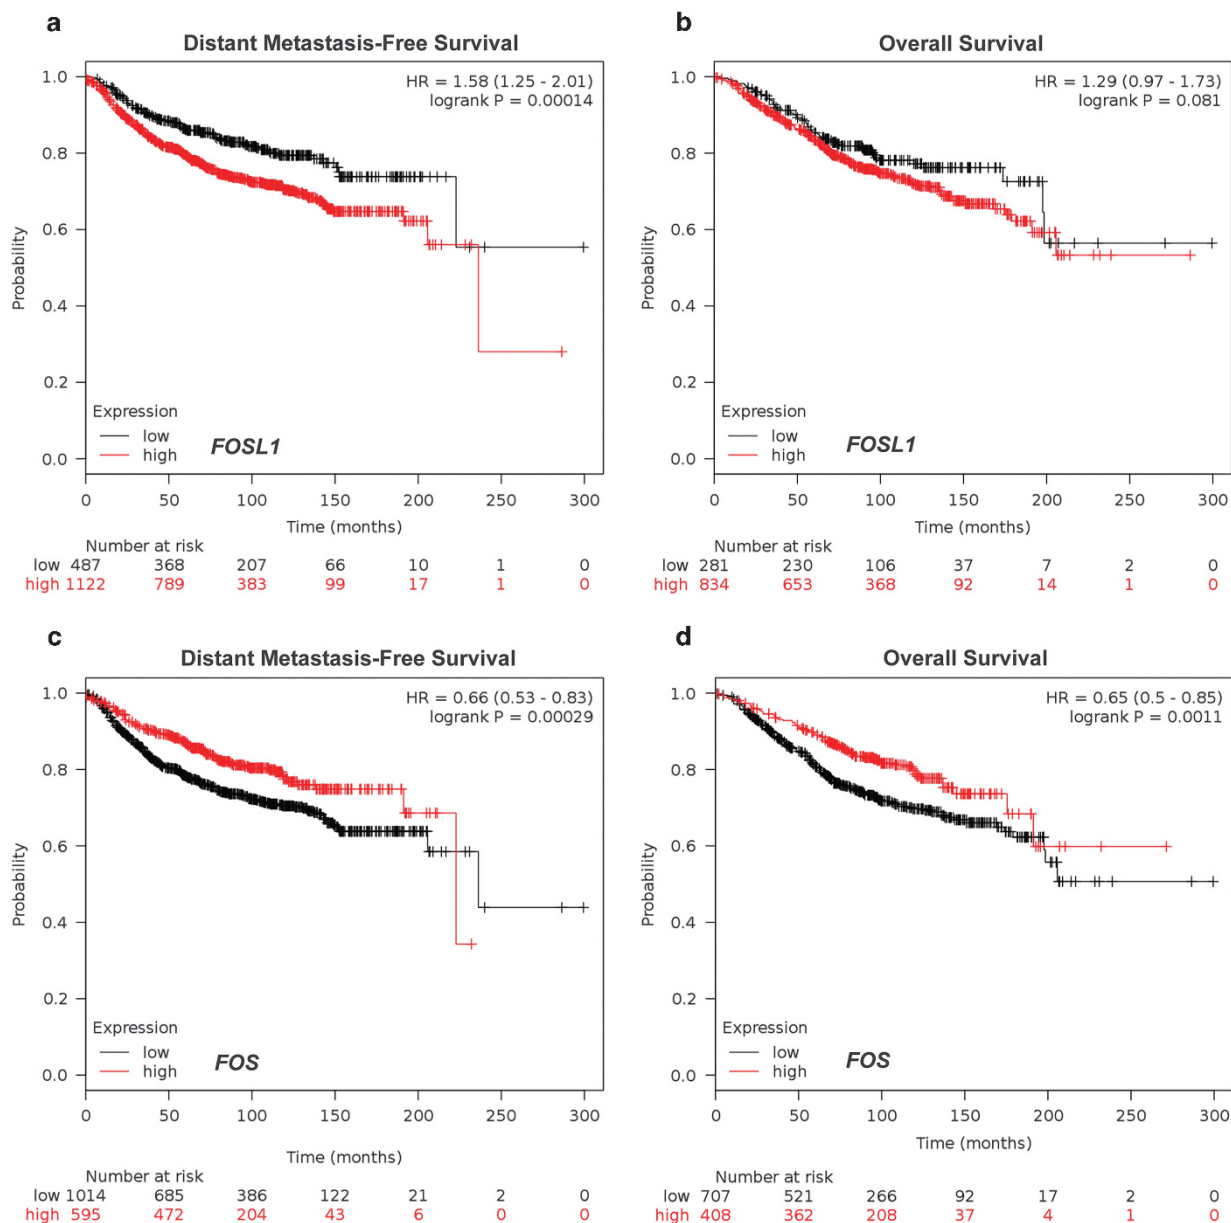 a
Distant Metastasis-Free Survival
HR = 1.58 (1.25 - 2.01)
logrank P = 0.00014
Probability
1.0
0.8
0.6
0.4
0.2
0.0
Expression
low
high
FOSL1
0 50 100 150 200 250 300
Time (months)
Number at risk
low 487 368 207 66 10 1 0
high 1122 789 383 99 17 1 0
b
Overall Survival
HR = 1.29 (0.97 - 1.73)
logrank P = 0.081
Probability
1.0
0.8
0.6
0.4
0.2
0.0
Expression
low
high
FOSL1
0 50 100 150 200 250 300
Time (months)
Number at risk
low 281 230 106 37 7 2 0
high 834 653 368 92 14 1 0
c
Distant Metastasis-Free Survival
HR = 0.66 (0.53 - 0.83)
logrank P = 0.00029
Probability
1.0
0.8
0.6
0.4
0.2
0.0
Expression
low
high
FOS
0 50 100 150 200 250 300
Time (months)
Number at risk
low 1014 685 386 122 21 2 0
high 595 472 204 43 6 0 0
d
Overall Survival
HR = 0.65 (0.5 - 0.85)
logrank P = 0.0011
Probability
1.0
0.8
0.6
0.4
0.2
0.0
Expression
low
high
FOS
0 50 100 150 200 250 300
Time (months)
Number at risk
low 707 521 266 92 17 2 0
high 408 362 208 37 4 1 0